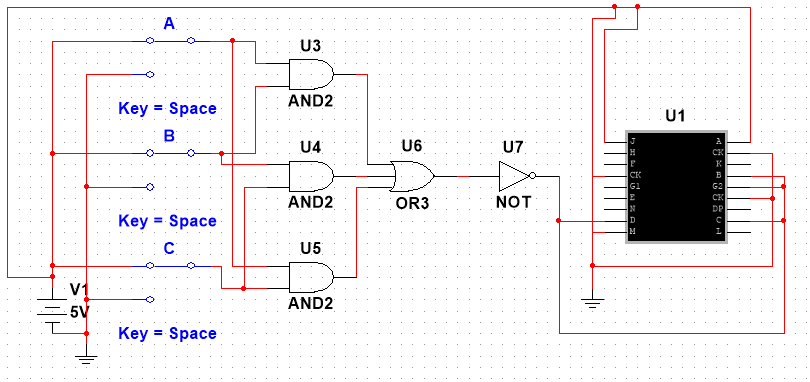 A
Key = Space
B
Key = Space
C
Key = Space
V1
5V
U3
AND2
U4
AND2
U5
AND2
U6
OR3
U7
NOT
U1
J A
H CK
F K
CK B
G1 G2
E CK
N DP
D C
M L